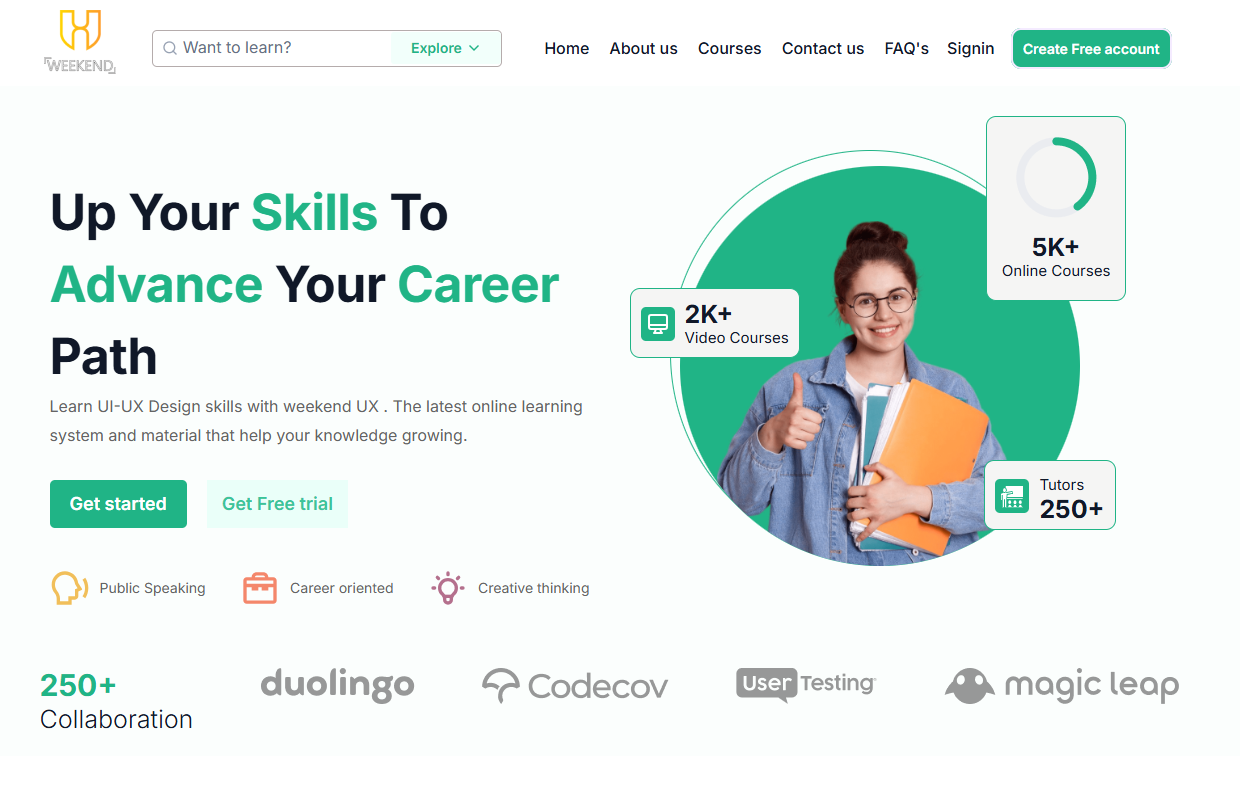 WEEKEND
Want to learn?
Explore
Home
About us
Courses
Contact us
FAQ's
Signin
Create Free account
Up Your Skills To
Advance Your Career
Path
Learn UI-UX Design skills with weekend UX . The latest online learning
system and material that help your knowledge growing.
Get started
Get Free trial
Public Speaking
Career oriented
Creative thinking
5K+
Online Courses
2K+
Video Courses
Tutors
250+
250+
Collaboration
duolingo
Codecov
UserTesting
magic leap